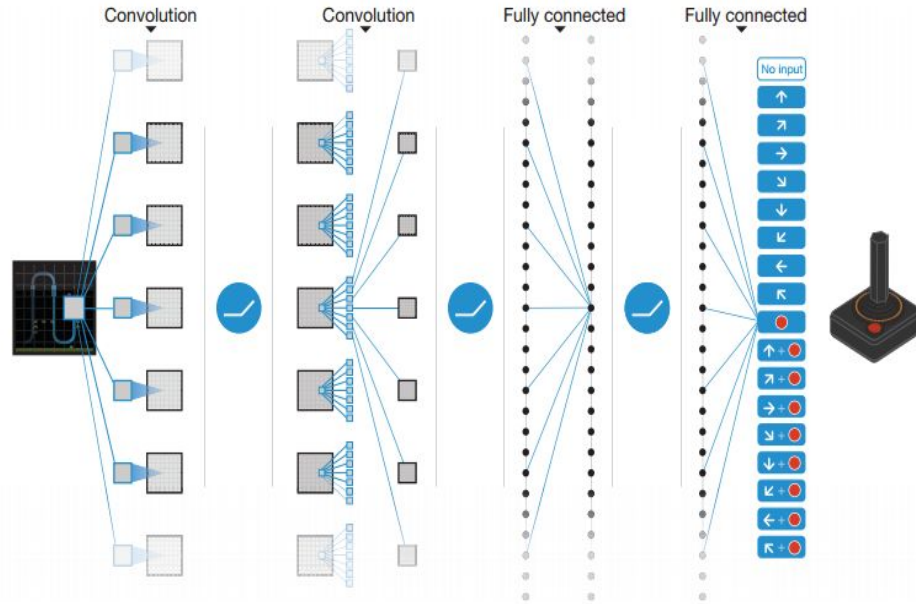 Convolution
Convolution
Fully connected
Fully connected
No input
+
+
+
+
+
+
+
+